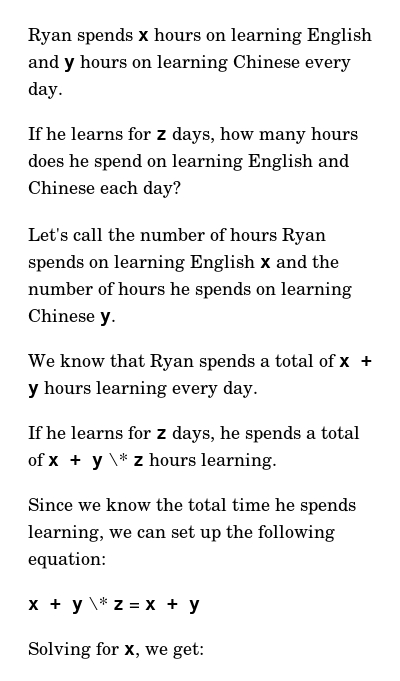 Ryan spends x hours on learning English
and y hours on learning Chinese every
day.
If he learns for z days, how many hours
does he spend on learning English and
Chinese each day?
Let's call the number of hours Ryan
spends on learning English x and the
number of hours he spends on learning
Chinese y.
We know that Ryan spends a total of x +
y hours learning every day.
If he learns for z days, he spends a total
of x + y \* z hours learning.
Since we know the total time he spends
learning, we can set up the following
equation:
x + y \* z = x + y
Solving for x, we get: